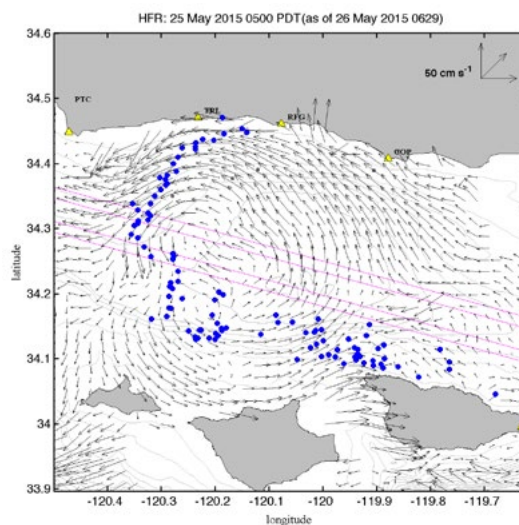 HFR: 25 May 2015 0500 PDT(as of 26 May 2015 0629)
34.6
50 cm s⁻¹
34.5
PTC
RFG
COP
34.4
34.3
latitude
34.2
34.1
34
33.9
-120.4 -120.3 -120.2 -120.1 -120 -119.9 -119.8 -119.7
longitude